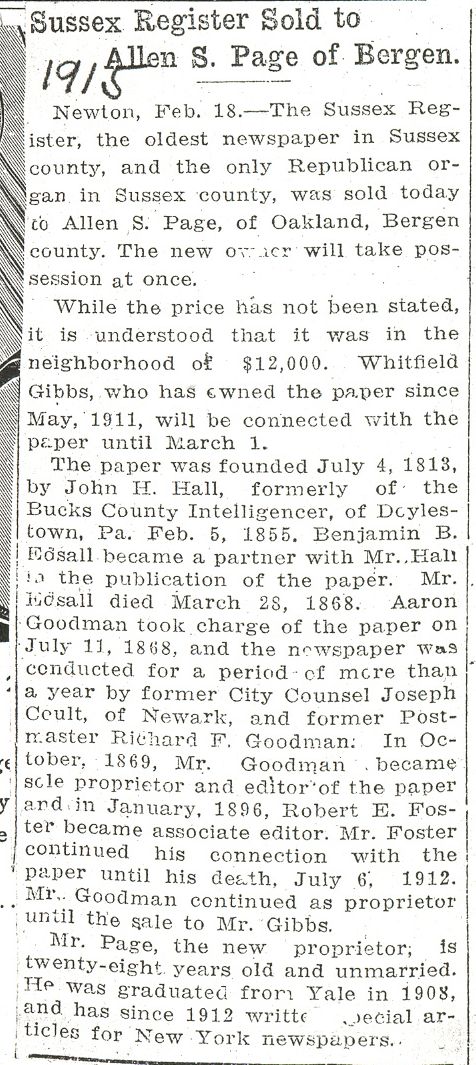 Sussex Register Sold to
Allen S. Page of Bergen.
1915
Newton, Feb. 18.—The Sussex Reg-
ister, the oldest newspaper in Sussex
county, and the only Republican or-
gan in Sussex county, was sold today
to Allen S. Page, of Oakland, Bergen
county. The new owner will take pos-
session at once.
While the price has not been stated,
it is understood that it was in the
neighborhood of $12,000. Whitfield
Gibbs, who has owned the paper since
May, 1911, will be connected with the
paper until March 1.
The paper was founded July 4, 1813,
by John H. Hall, formerly of the
Bucks County Intelligencer, of Doyles-
town, Pa. Feb. 5, 1855. Benjamin B.
Edsall became a partner with Mr. Hall
in the publication of the paper. Mr.
Edsall died March 28, 1868. Aaron
Goodman took charge of the paper on
July 11, 1868, and the newspaper was
conducted for a period of more than
a year by former City Counsel Joseph
Coult, of Newark, and former Post-
master Richard F. Goodman. In Oc-
tober, 1869, Mr. Goodman became
sole proprietor and editor of the paper
and in January, 1896, Robert E. Fos-
ter became associate editor. Mr. Foster
continued his connection with the
paper until his death, July 6, 1912.
Mr. Goodman continued as proprietor
until the sale to Mr. Gibbs.
Mr. Page, the new proprietor, is
twenty-eight years old and unmarried.
He was graduated from Yale in 1908,
and has since 1912 writte special ar-
ticles for New York newspapers.